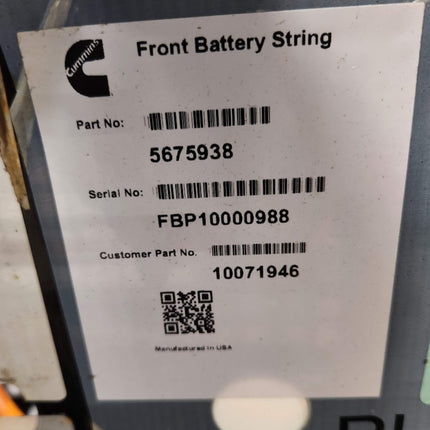 Cummins
Front Battery String
Part No:
5675938
Serial No:
FBP10000988
Customer Part No.
10071946
Manufactured in USA